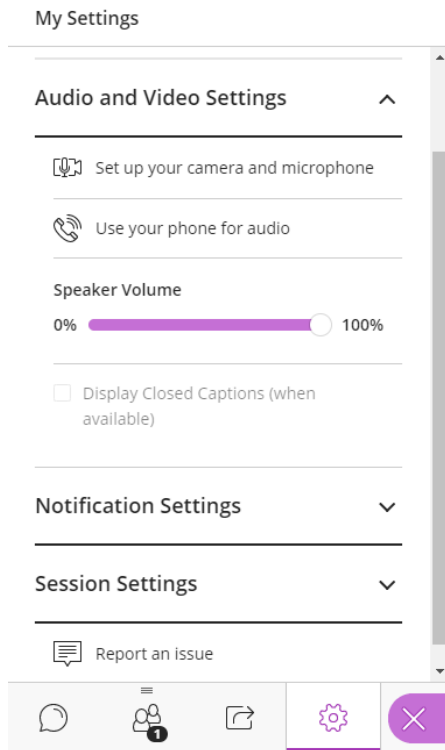 My Settings
Audio and Video Settings
Set up your camera and microphone
Use your phone for audio
Speaker Volume
0% 100%
Display Closed Captions (when
available)
Notification Settings
Session Settings
Report an issue
1